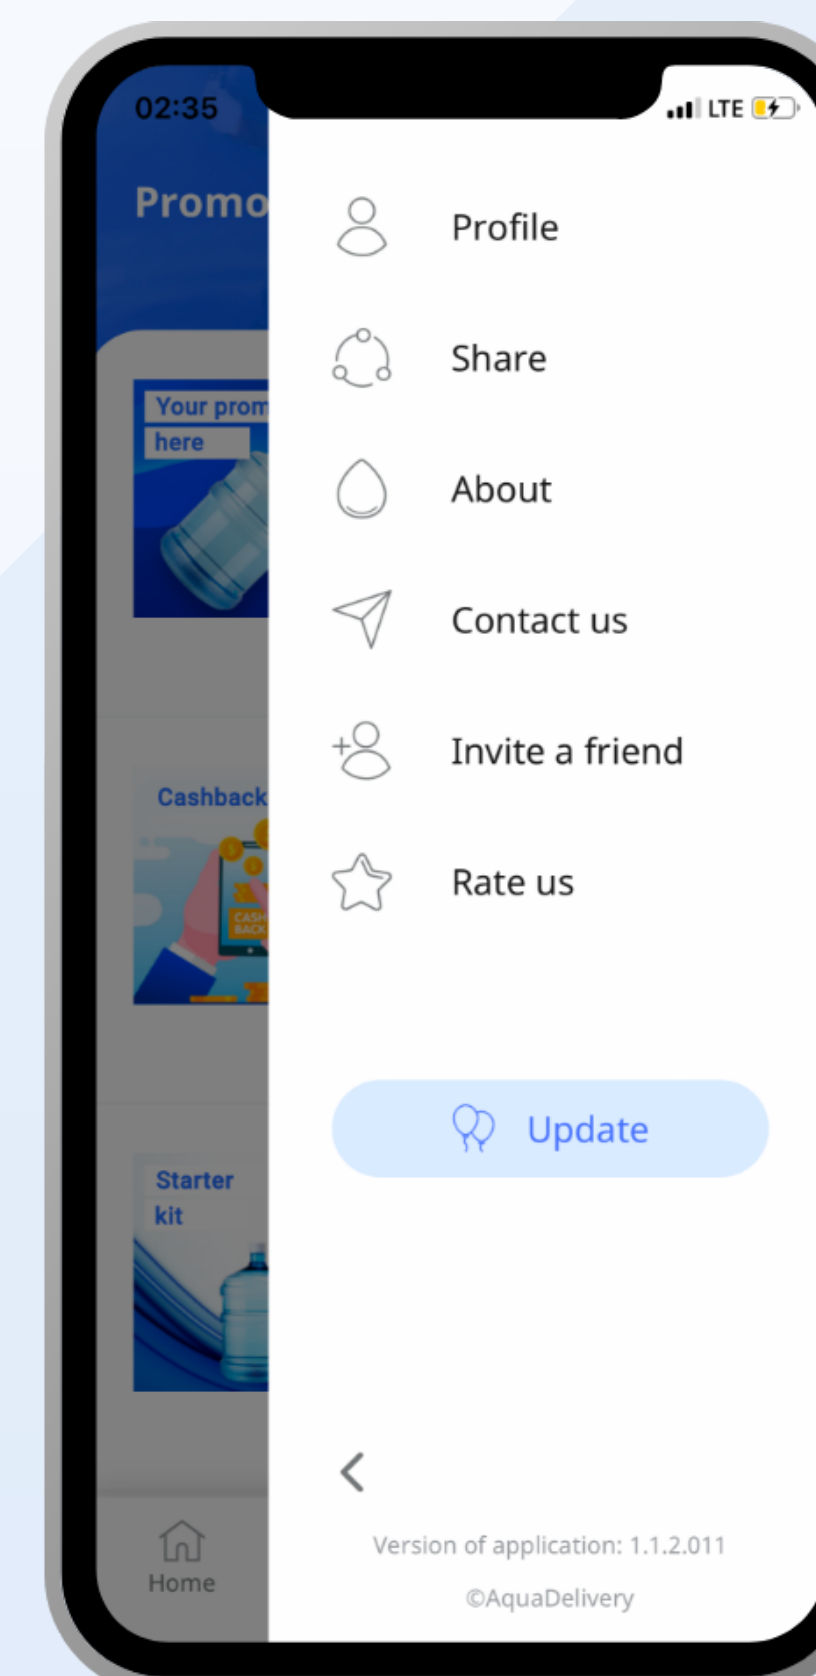 02:35
LTE
Promo
Your prom
here
Cashback
CASH
BACK
Starter
kit
Home
Profile
Share
About
Contact us
Invite a friend
Rate us
Update
Version of application: 1.1.2.011
©AquaDelivery